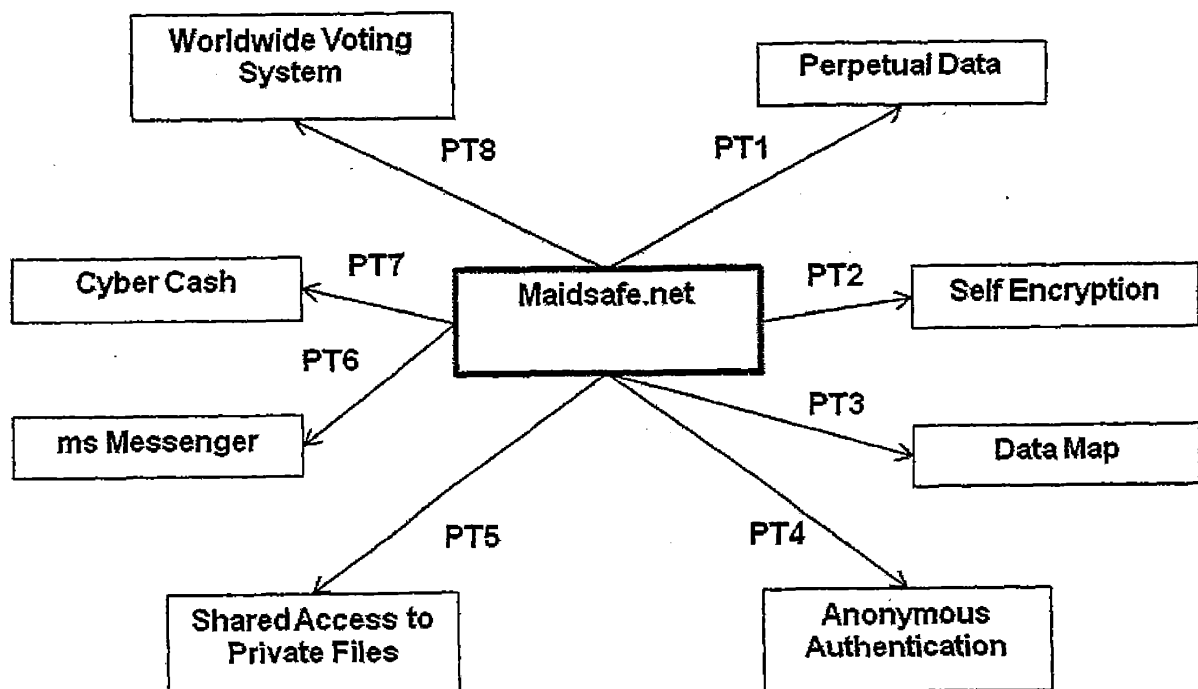 Worldwide Voting
System
Perpetual Data
PT8
PT1
Cyber Cash
PT7
Maidsafe.net
PT2
Self Encryption
PT6
ms Messenger
PT3
Data Map
PT5
PT4
Shared Access to
Private Files
Anonymous
Authentication